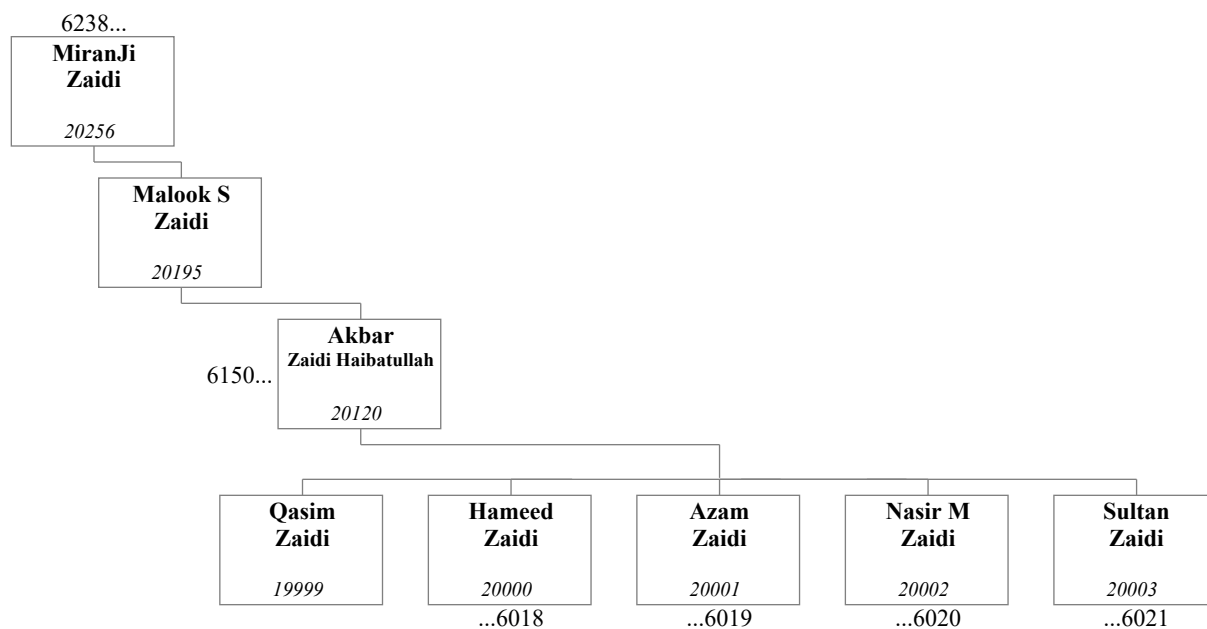 6238...
MiranJi
Zaidi
20256
Malook S
Zaidi
20195
Akbar
Zaidi Haibatullah
6150...
20120
Qasim
Zaidi
19999
Hameed
Zaidi
20000
...6018
Azam
Zaidi
20001
...6019
Nasir M
Zaidi
20002
...6020
Sultan
Zaidi
20003
...6021